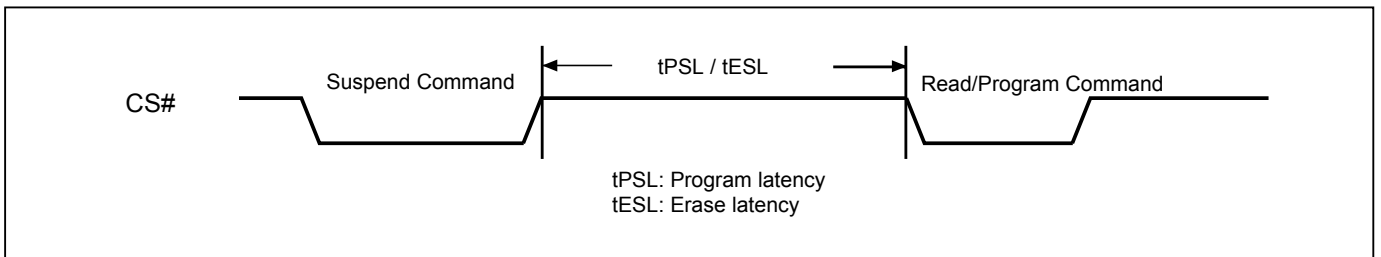 tPSL / tESL
Suspend Command
Read/Program Command
CS#
tPSL: Program latency
tESL: Erase latency